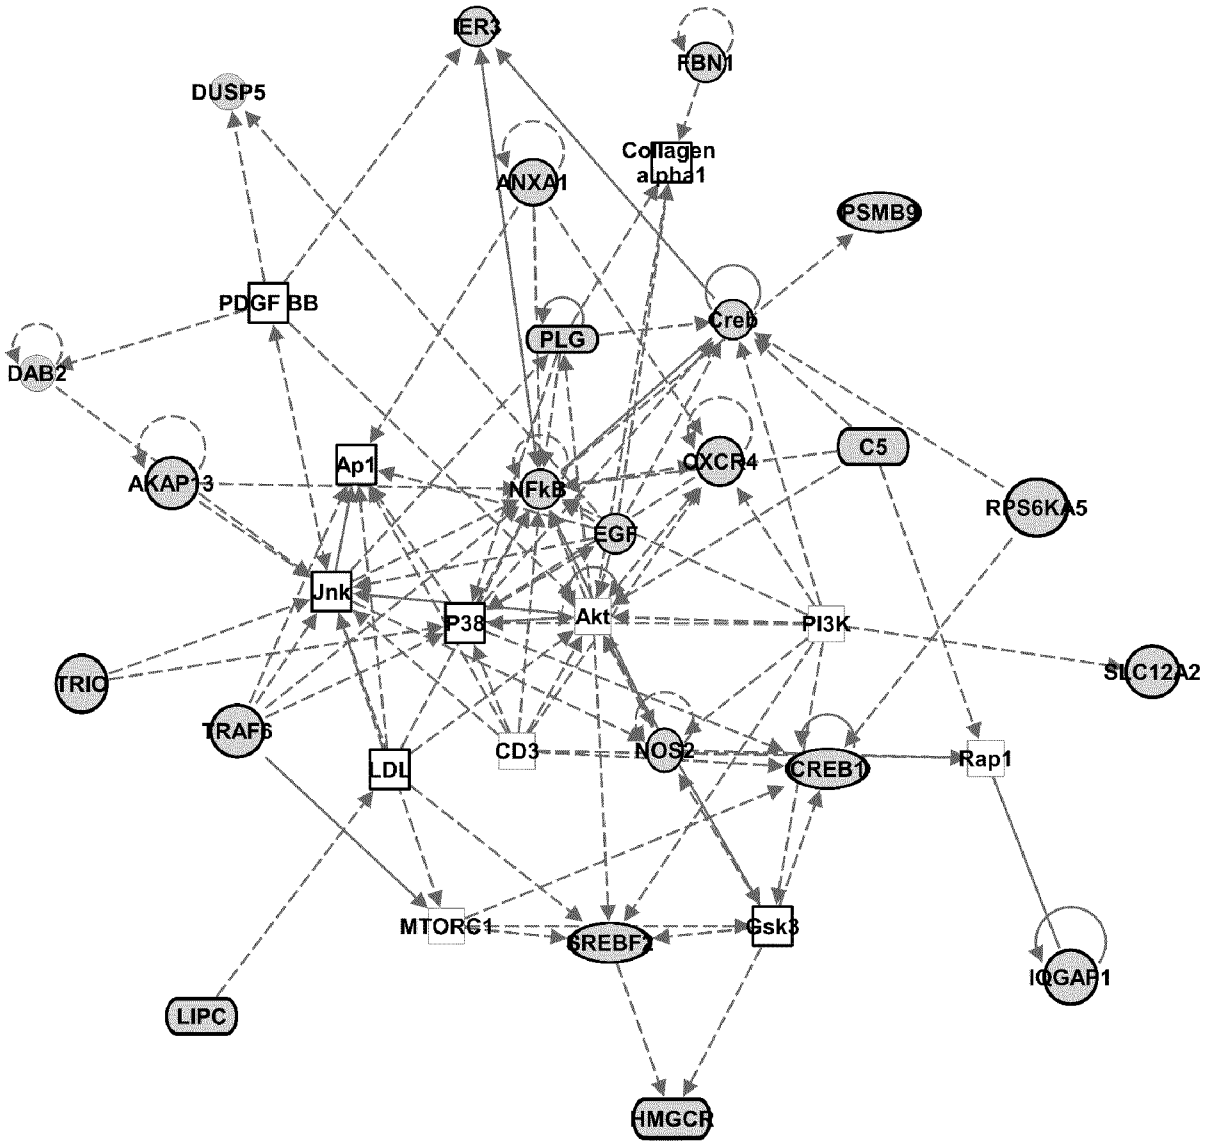 IER3
FBN1
DUSP5
Collagen
alpha1
ANXA1
PSMB9
PDGF BB
Creb
PLG
DAB2
C5
CXCR4
Ap1
AKAP13
NFkB
RPS6KA5
EGF
Jnk
Akt
P38
PI3K
SLC12A2
TRIO
TRAF6
CD3
NOS2
Rap1
LDL
CREB1
MTORC1
Gsk3
SREBF2
IQGAP1
LIPC
HMGCR